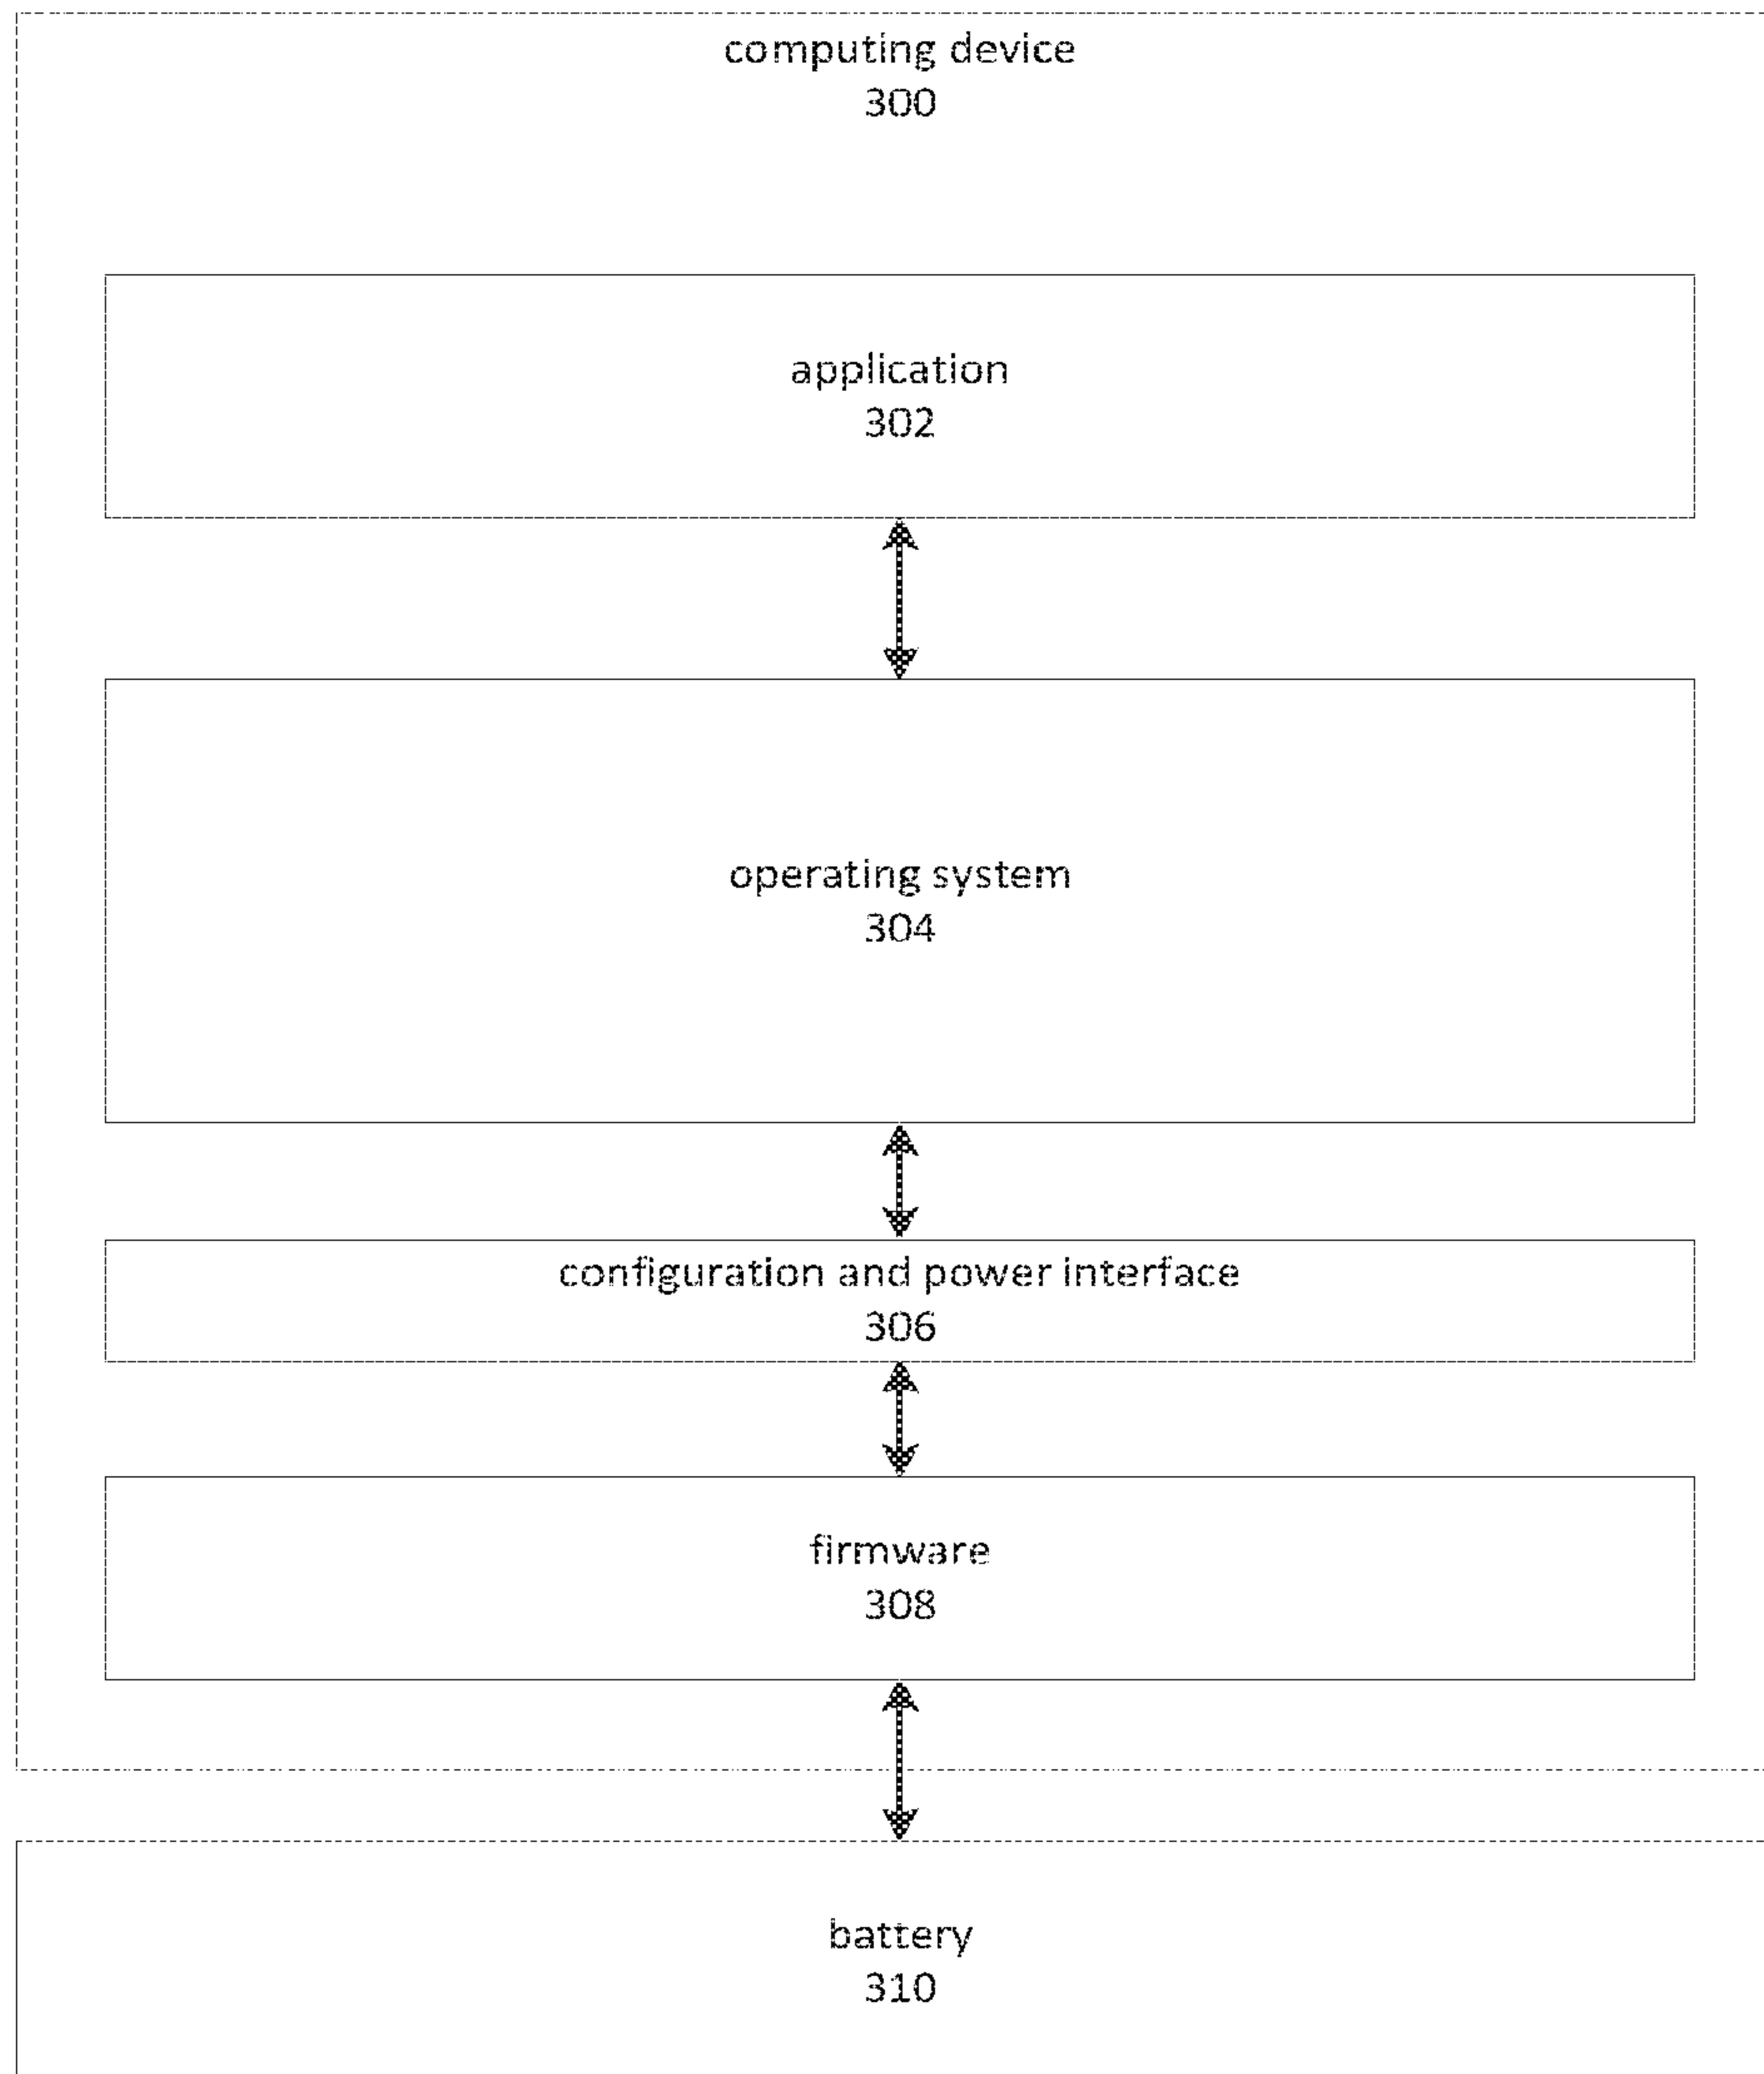 computing device
300
application
302
operating system
304
configuration and power interface
306
firmware
308
battery
310